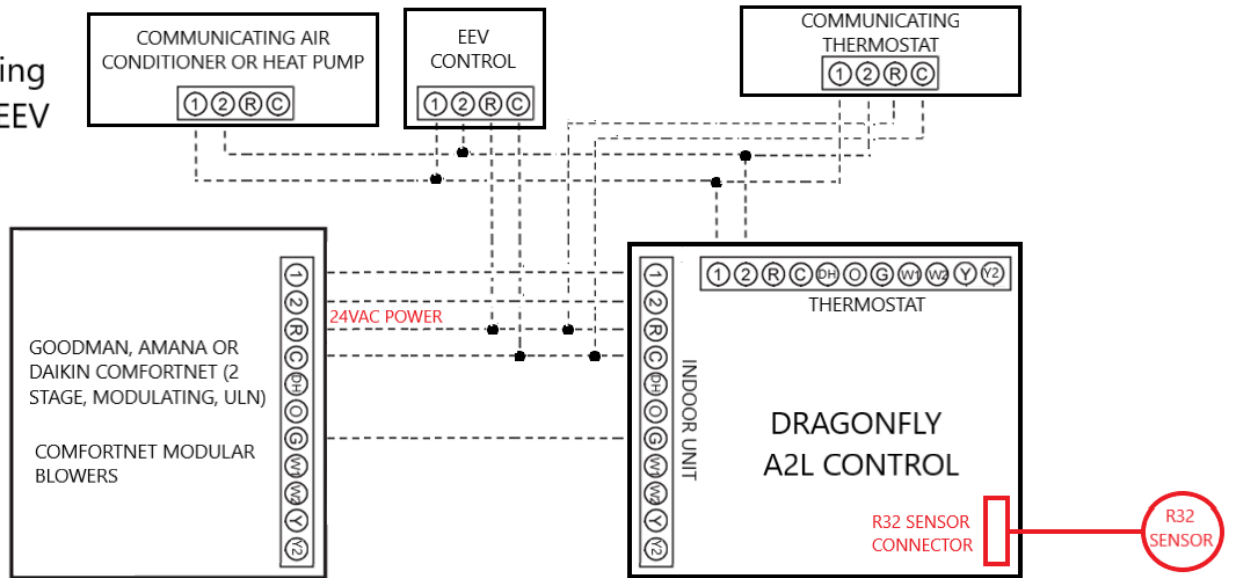 ing
EEV
COMMUNICATING AIR
CONDITIONER OR HEAT PUMP
1 2 R C
EEV
CONTROL
1 2 R C
COMMUNICATING
THERMOSTAT
1 2 R C
GOODMAN, AMANA OR
DAIKIN COMFORTNET (2
STAGE, MODULATING, ULN)
COMFORTNET MODULAR
BLOWERS
1
2
R
C
DH
O
G
W1
W2
Y
Y2
24VAC POWER
1
2
R
C
DH
O
G
W1
W2
Y
Y2
INDOOR UNIT
1 2 R C DH O G W1 W2 Y Y2
THERMOSTAT
DRAGONFLY
A2L CONTROL
R32 SENSOR
CONNECTOR
R32
SENSOR